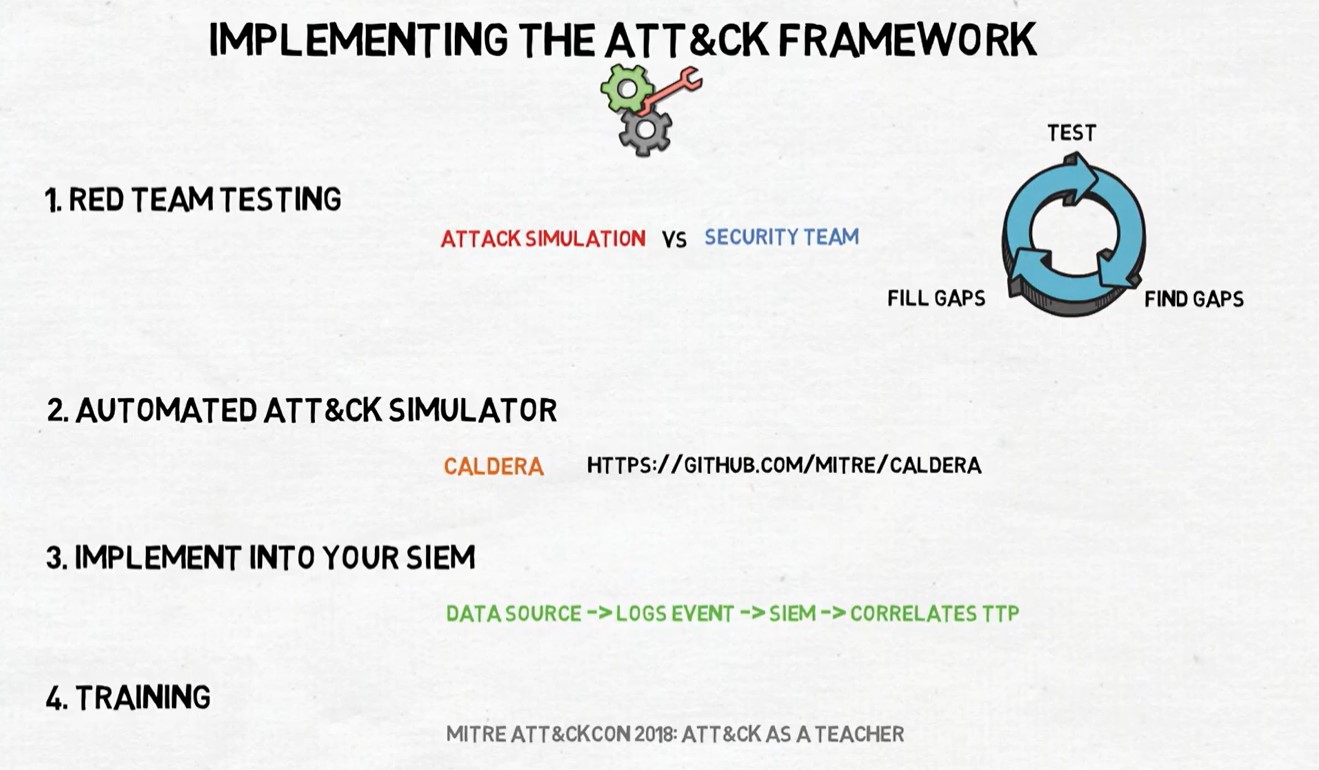 IMPLEMENTING THE ATT&CK FRAMEWORK
TEST
1. RED TEAM TESTING
ATTACK SIMULATION VS SECURITY TEAM
FILL GAPS
FIND GAPS
2. AUTOMATED ATT&CK SIMULATOR
CALDERA HTTPS://GITHUB.COM/MITRE/CALDERA
3. IMPLEMENT INTO YOUR SIEM
DATA SOURCE -> LOGS EVENT -> SIEM -> CORRELATES TTP
4. TRAINING
MITRE ATT&CKCON 2018: ATT&CK AS A TEACHER